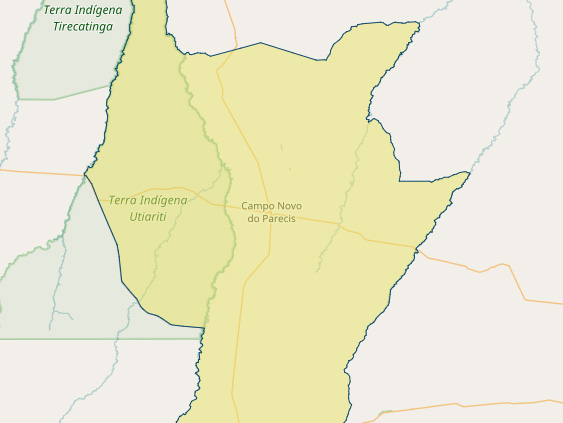 Terra Indígena
Tirecatinga
Terra Indígena
Utiariti
Campo Novo
do Parecis